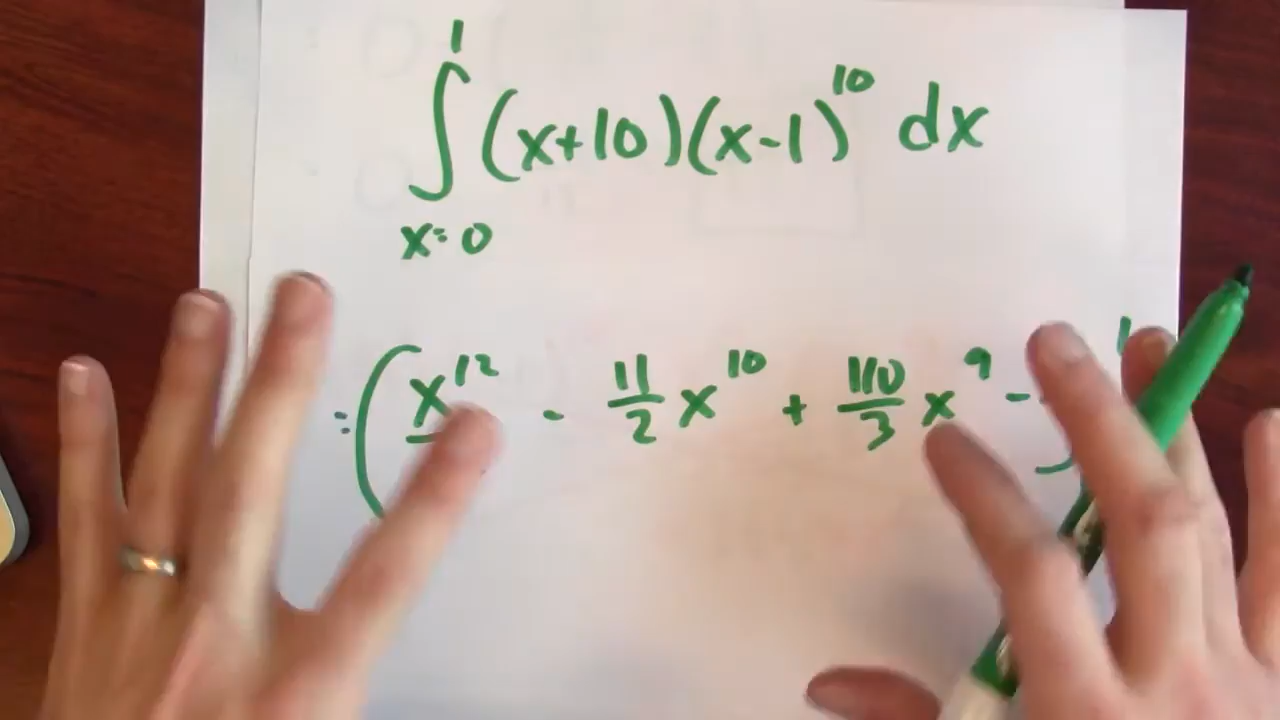 ∫_{x=0}^{1} (x+10)(x-1)^{10} dx
= ( x^{12} - 11/2 x^{10} + 110/3 x^{9} -